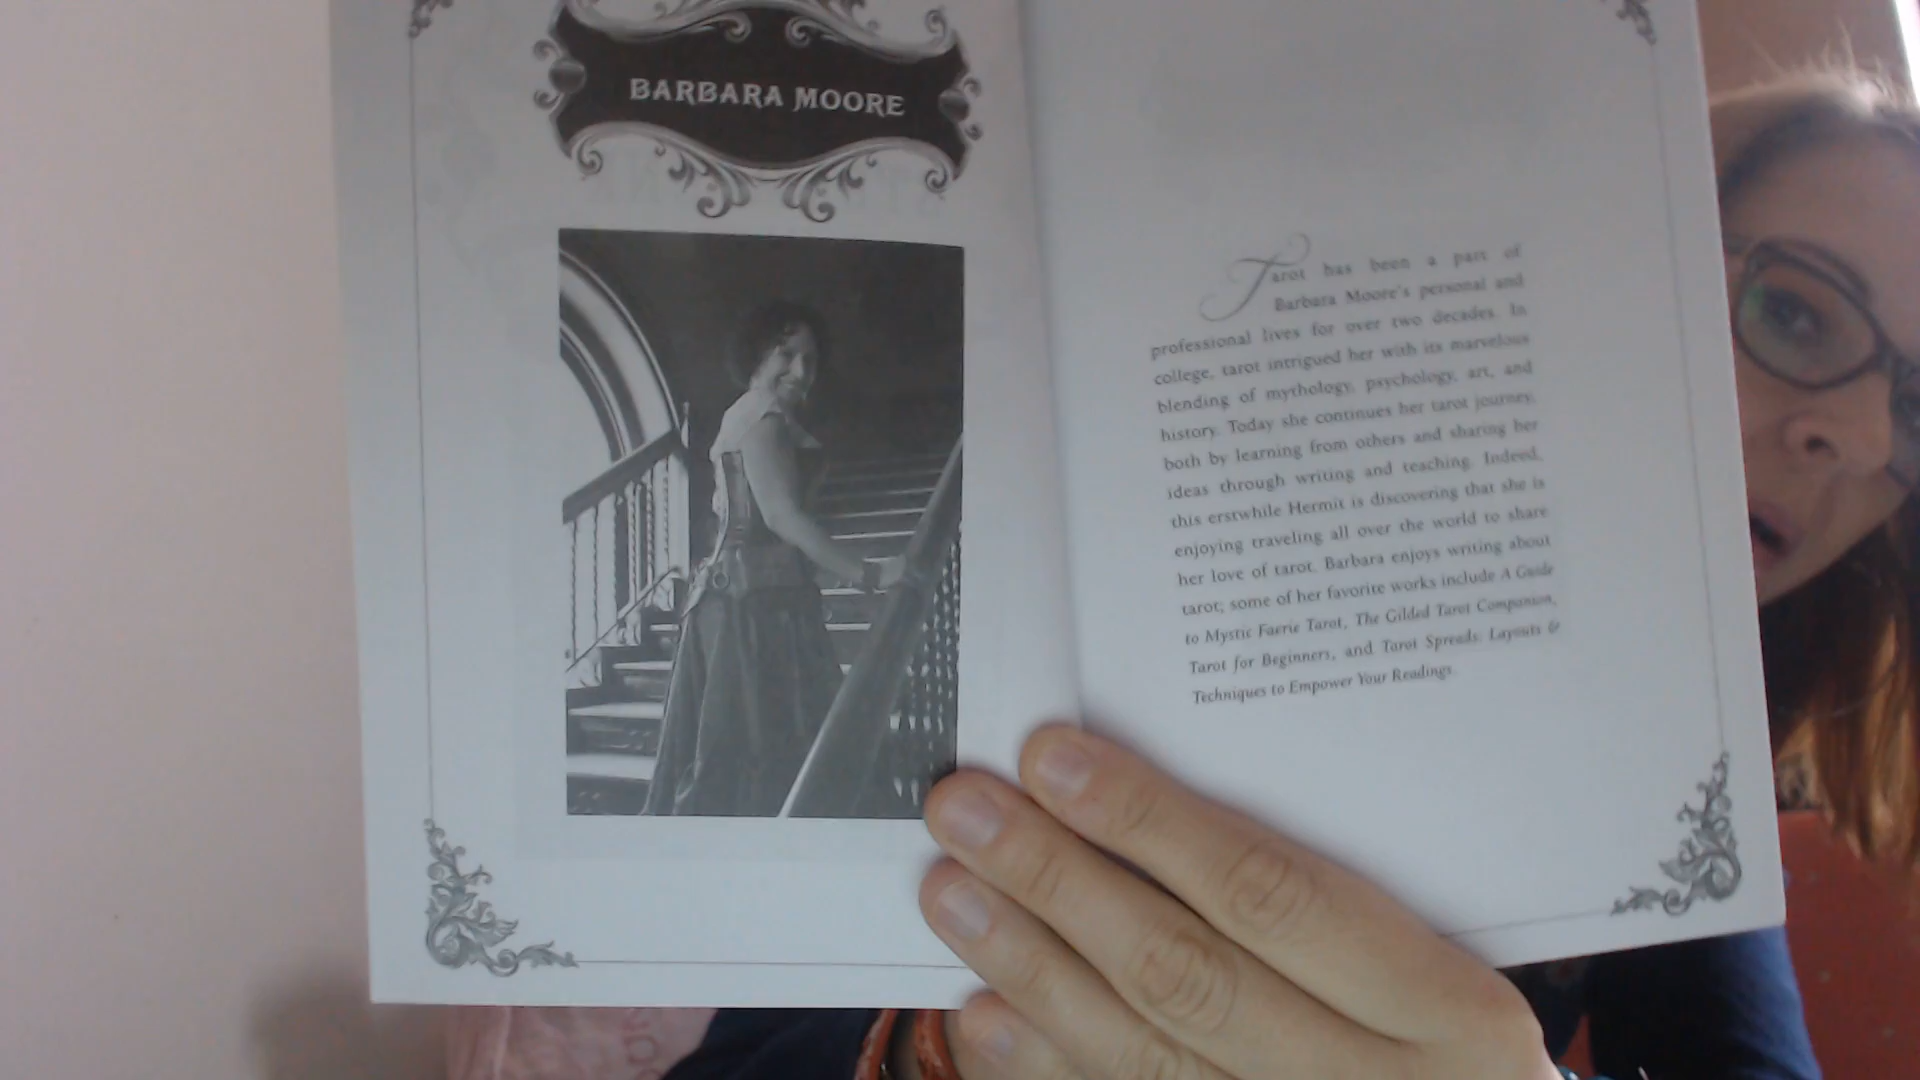 BARBARA MOORE
Tarot has been a part of
Barbara Moore's personal and
professional lives for over two decades. In
college, tarot intrigued her with its marvelous
blending of mythology, psychology, art, and
history. Today she continues her tarot journey,
both by learning from others and sharing her
ideas through writing and teaching. Indeed,
this erstwhile Hermit is discovering that she is
enjoying traveling all over the world to share
her love of tarot. Barbara enjoys writing about
tarot; some of her favorite works include A Guide
to Mystic Faerie Tarot, The Gilded Tarot Companion,
Tarot for Beginners, and Tarot Spreads: Layouts &
Techniques to Empower Your Readings.